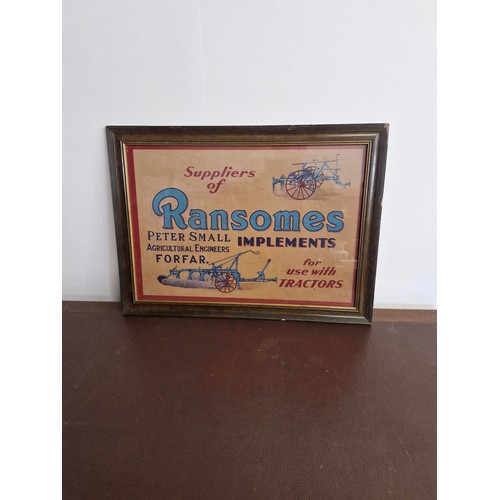 Suppliers
of
Ransomes
PETER SMALL IMPLEMENTS
AGRICULTURAL ENGINEERS
FORFAR.
for
use with
TRACTORS